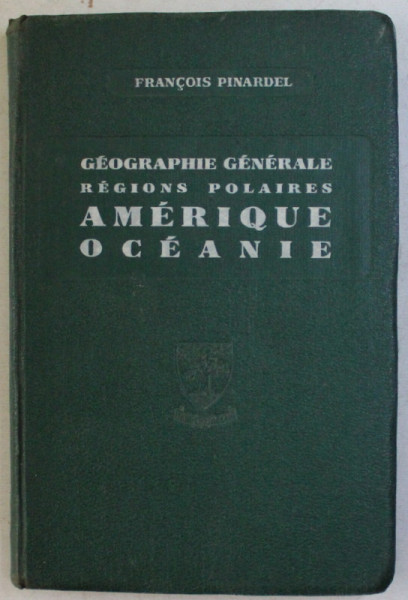 FRANÇOIS PINARDEL
GÉOGRAPHIE GÉNÉRALE
RÉGIONS POLAIRES
AMÉRIQUE
OCÉANIE